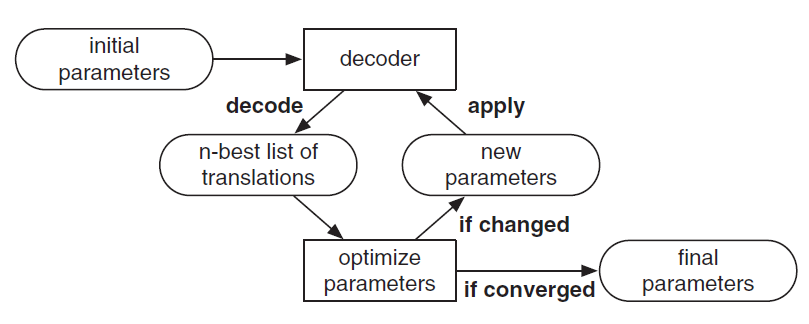 initial
parameters
decoder
decode
apply
n-best list of
translations
new
parameters
if changed
optimize
parameters
if converged
final
parameters